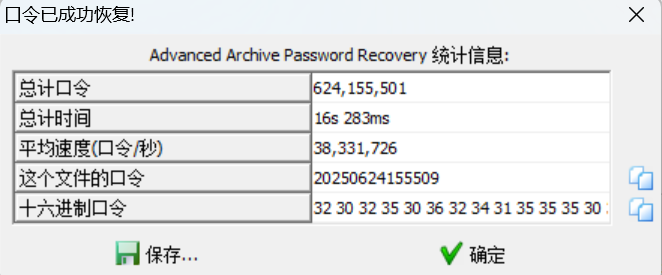 口令已成功恢复!
Advanced Archive Password Recovery 统计信息:
总计口令 624,155,501
总计时间 16s 283ms
平均速度(口令/秒) 38,331,726
这个文件的口令 20250624155509
十六进制口令 32 30 32 35 30 36 32 34 31 35 35 35 30
保存... 确定